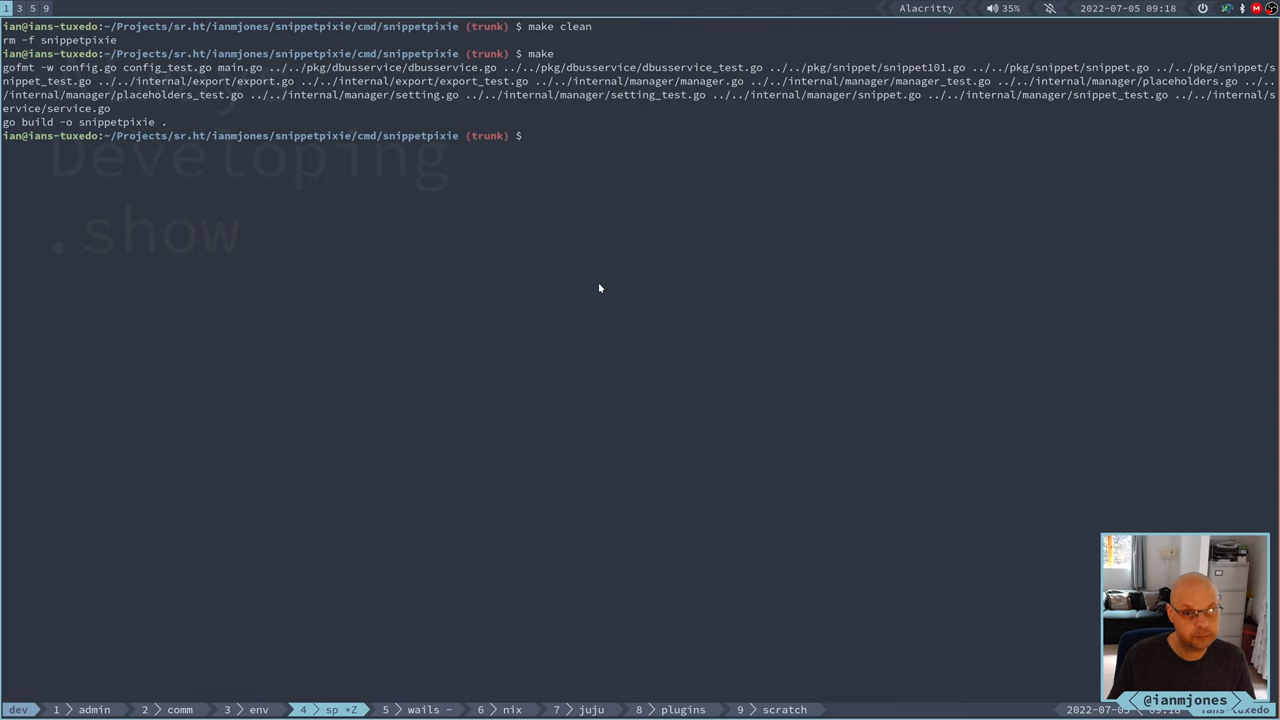 1 3 5 9
Alacritty
35%
2022-07-05 09:18
ian@ians-tuxedo:~/Projects/sr.ht/ianmjones/snippetpixie/cmd/snippetpixie (trunk) $ make clean
rm -f snippetpixie
ian@ians-tuxedo:~/Projects/sr.ht/ianmjones/snippetpixie/cmd/snippetpixie (trunk) $ make
gofmt -w config.go config_test.go main.go ../../pkg/dbusservice/dbusservice.go ../../pkg/dbusservice/dbusservice_test.go ../../pkg/snippet/snippet101.go ../../pkg/snippet/snippet.go ../../pkg/snippet/s
nippet_test.go ../../internal/export/export.go ../../internal/export/export_test.go ../../internal/manager/manager.go ../../internal/manager/manager_test.go ../../internal/manager/placeholders.go ../..
/internal/manager/placeholders_test.go ../../internal/manager/setting.go ../../internal/manager/setting_test.go ../../internal/manager/snippet.go ../../internal/manager/snippet_test.go ../../internal/s
ervice/service.go
go build -o snippetpixie .
ian@ians-tuxedo:~/Projects/sr.ht/ianmjones/snippetpixie/cmd/snippetpixie (trunk) $
Developing
.show
@ianmjones
dev 1 admin 2 comm 3 env 4 sp *Z 5 wails - 6 nix 7 juju 8 plugins 9 scratch